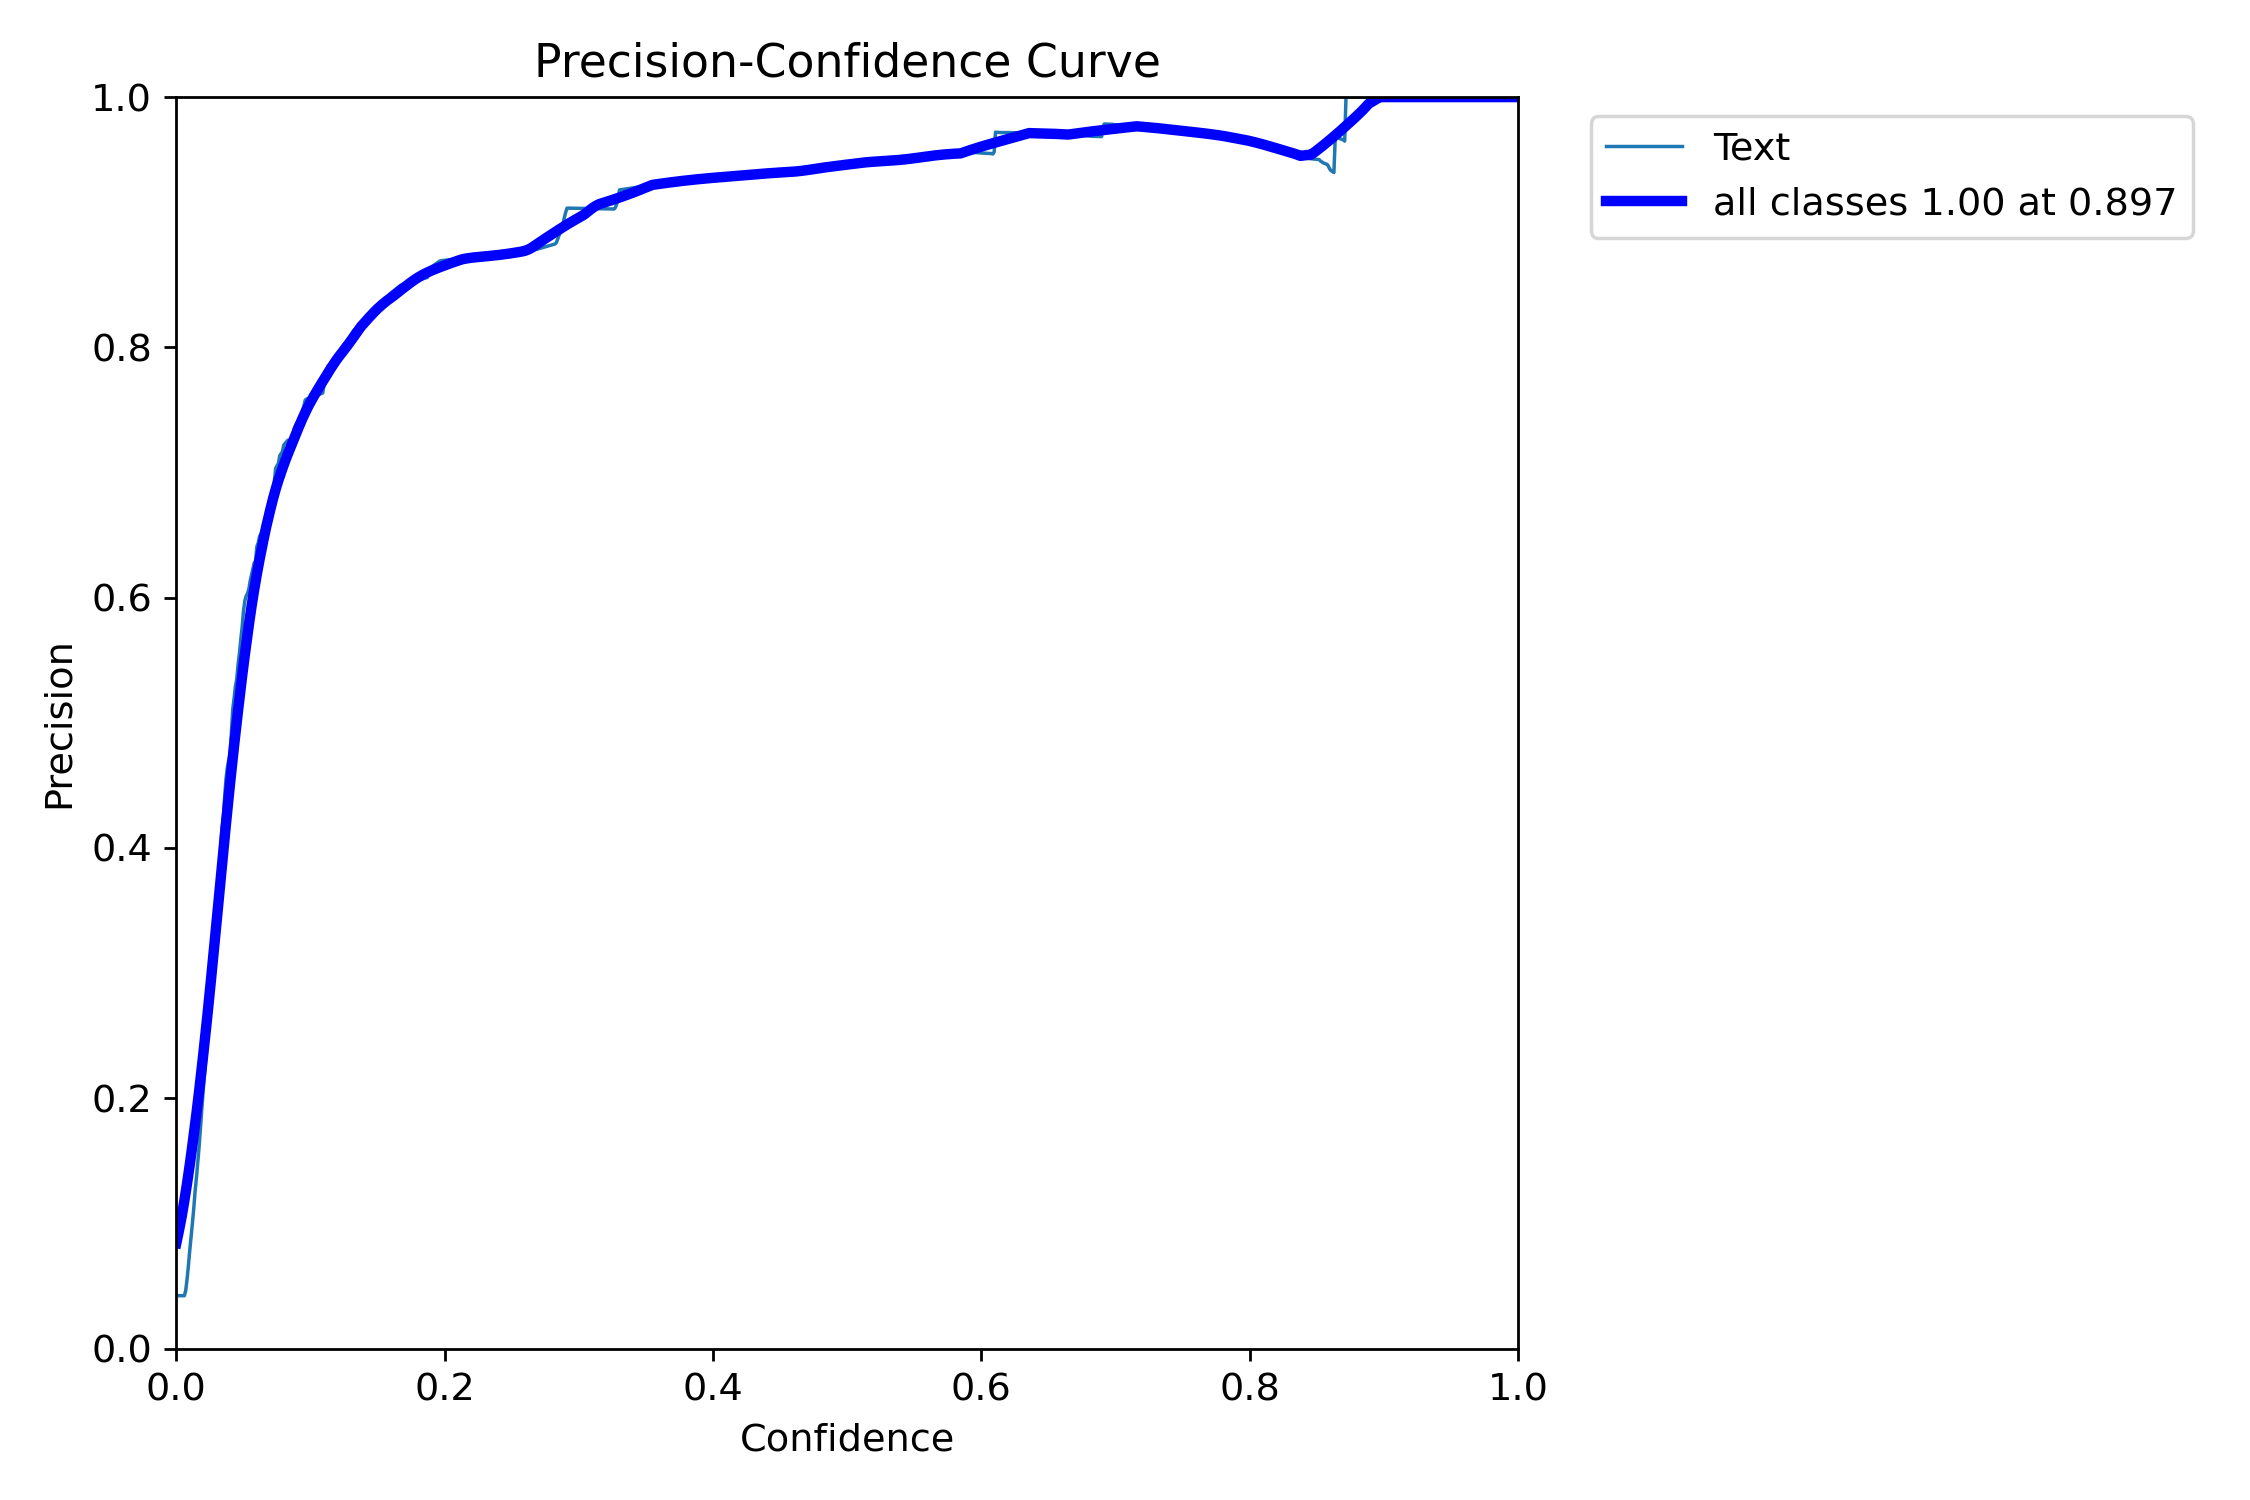 Precision-Confidence Curve
1.0
0.8
0.6
0.4
0.2
0.0
Precision
0.0 0.2 0.4 0.6 0.8 1.0
Confidence
Text
all classes 1.00 at 0.897